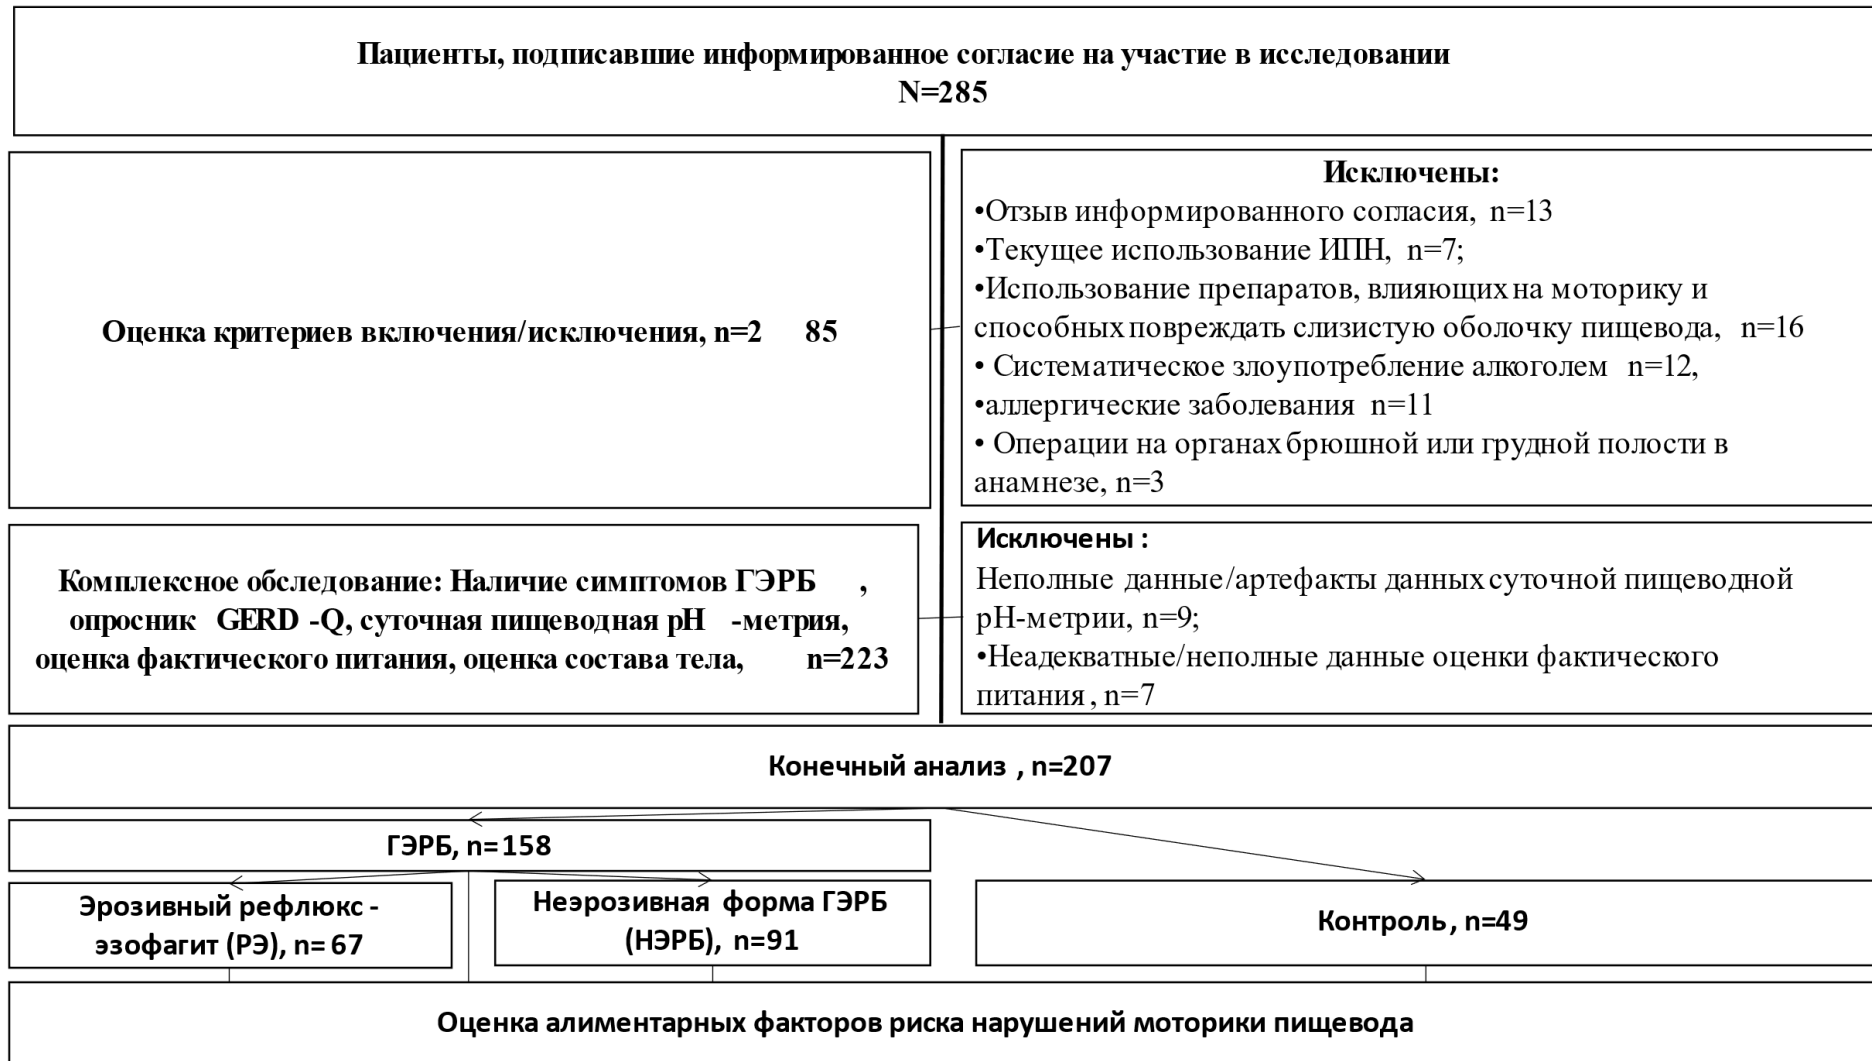 Пациенты, подписавшие информированное согласие на участие в исследовании
N=285
Оценка критериев включения/исключения, n=2 85
Исключены:
•Отзыв информированного согласия, n=13
•Текущее использование ИПН, n=7;
•Использование препаратов, влияющих на моторику и
способных повреждать слизистую оболочку пищевода, n=16
• Систематическое злоупотребление алкоголем n=12,
•аллергические заболевания n=11
• Операции на органах брюшной или грудной полости в
анамнезе, n=3
Комплексное обследование: Наличие симптомов ГЭРБ ,
опросник GERD -Q, суточная пищеводная pH -метрия,
оценка фактического питания, оценка состава тела, n=223
Исключены :
Неполные данные/артефакты данных суточной пищеводной
pH-метрии, n=9;
•Неадекватные/неполные данные оценки фактического
питания , n=7
Конечный анализ , n=207
ГЭРБ, n= 158
Эрозивный рефлюкс -
эзофагит (РЭ), n= 67
Неэрозивная форма ГЭРБ
(НЭРБ), n=91
Контроль , n=49
Оценка алиментарных факторов риска нарушений моторики пищевода